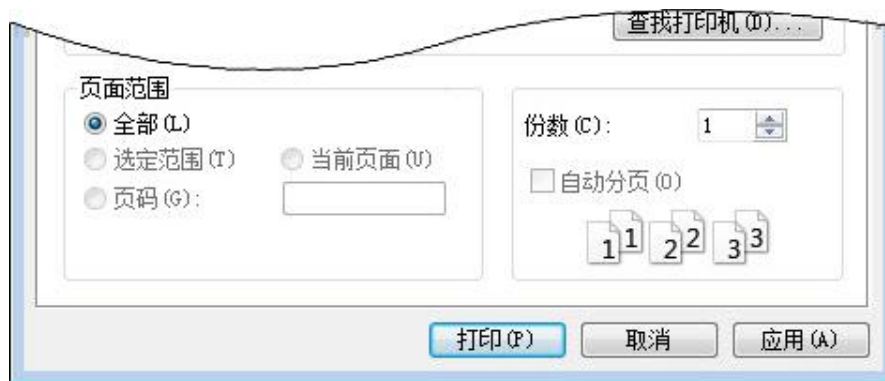 查找打印机(D)...
页面范围
全部(L)
选定范围(T) 当前页面(U)
页码(G):
份数(C): 1
自动分页(O)
1 1 2 2 3 3
打印(P) 取消 应用(A)